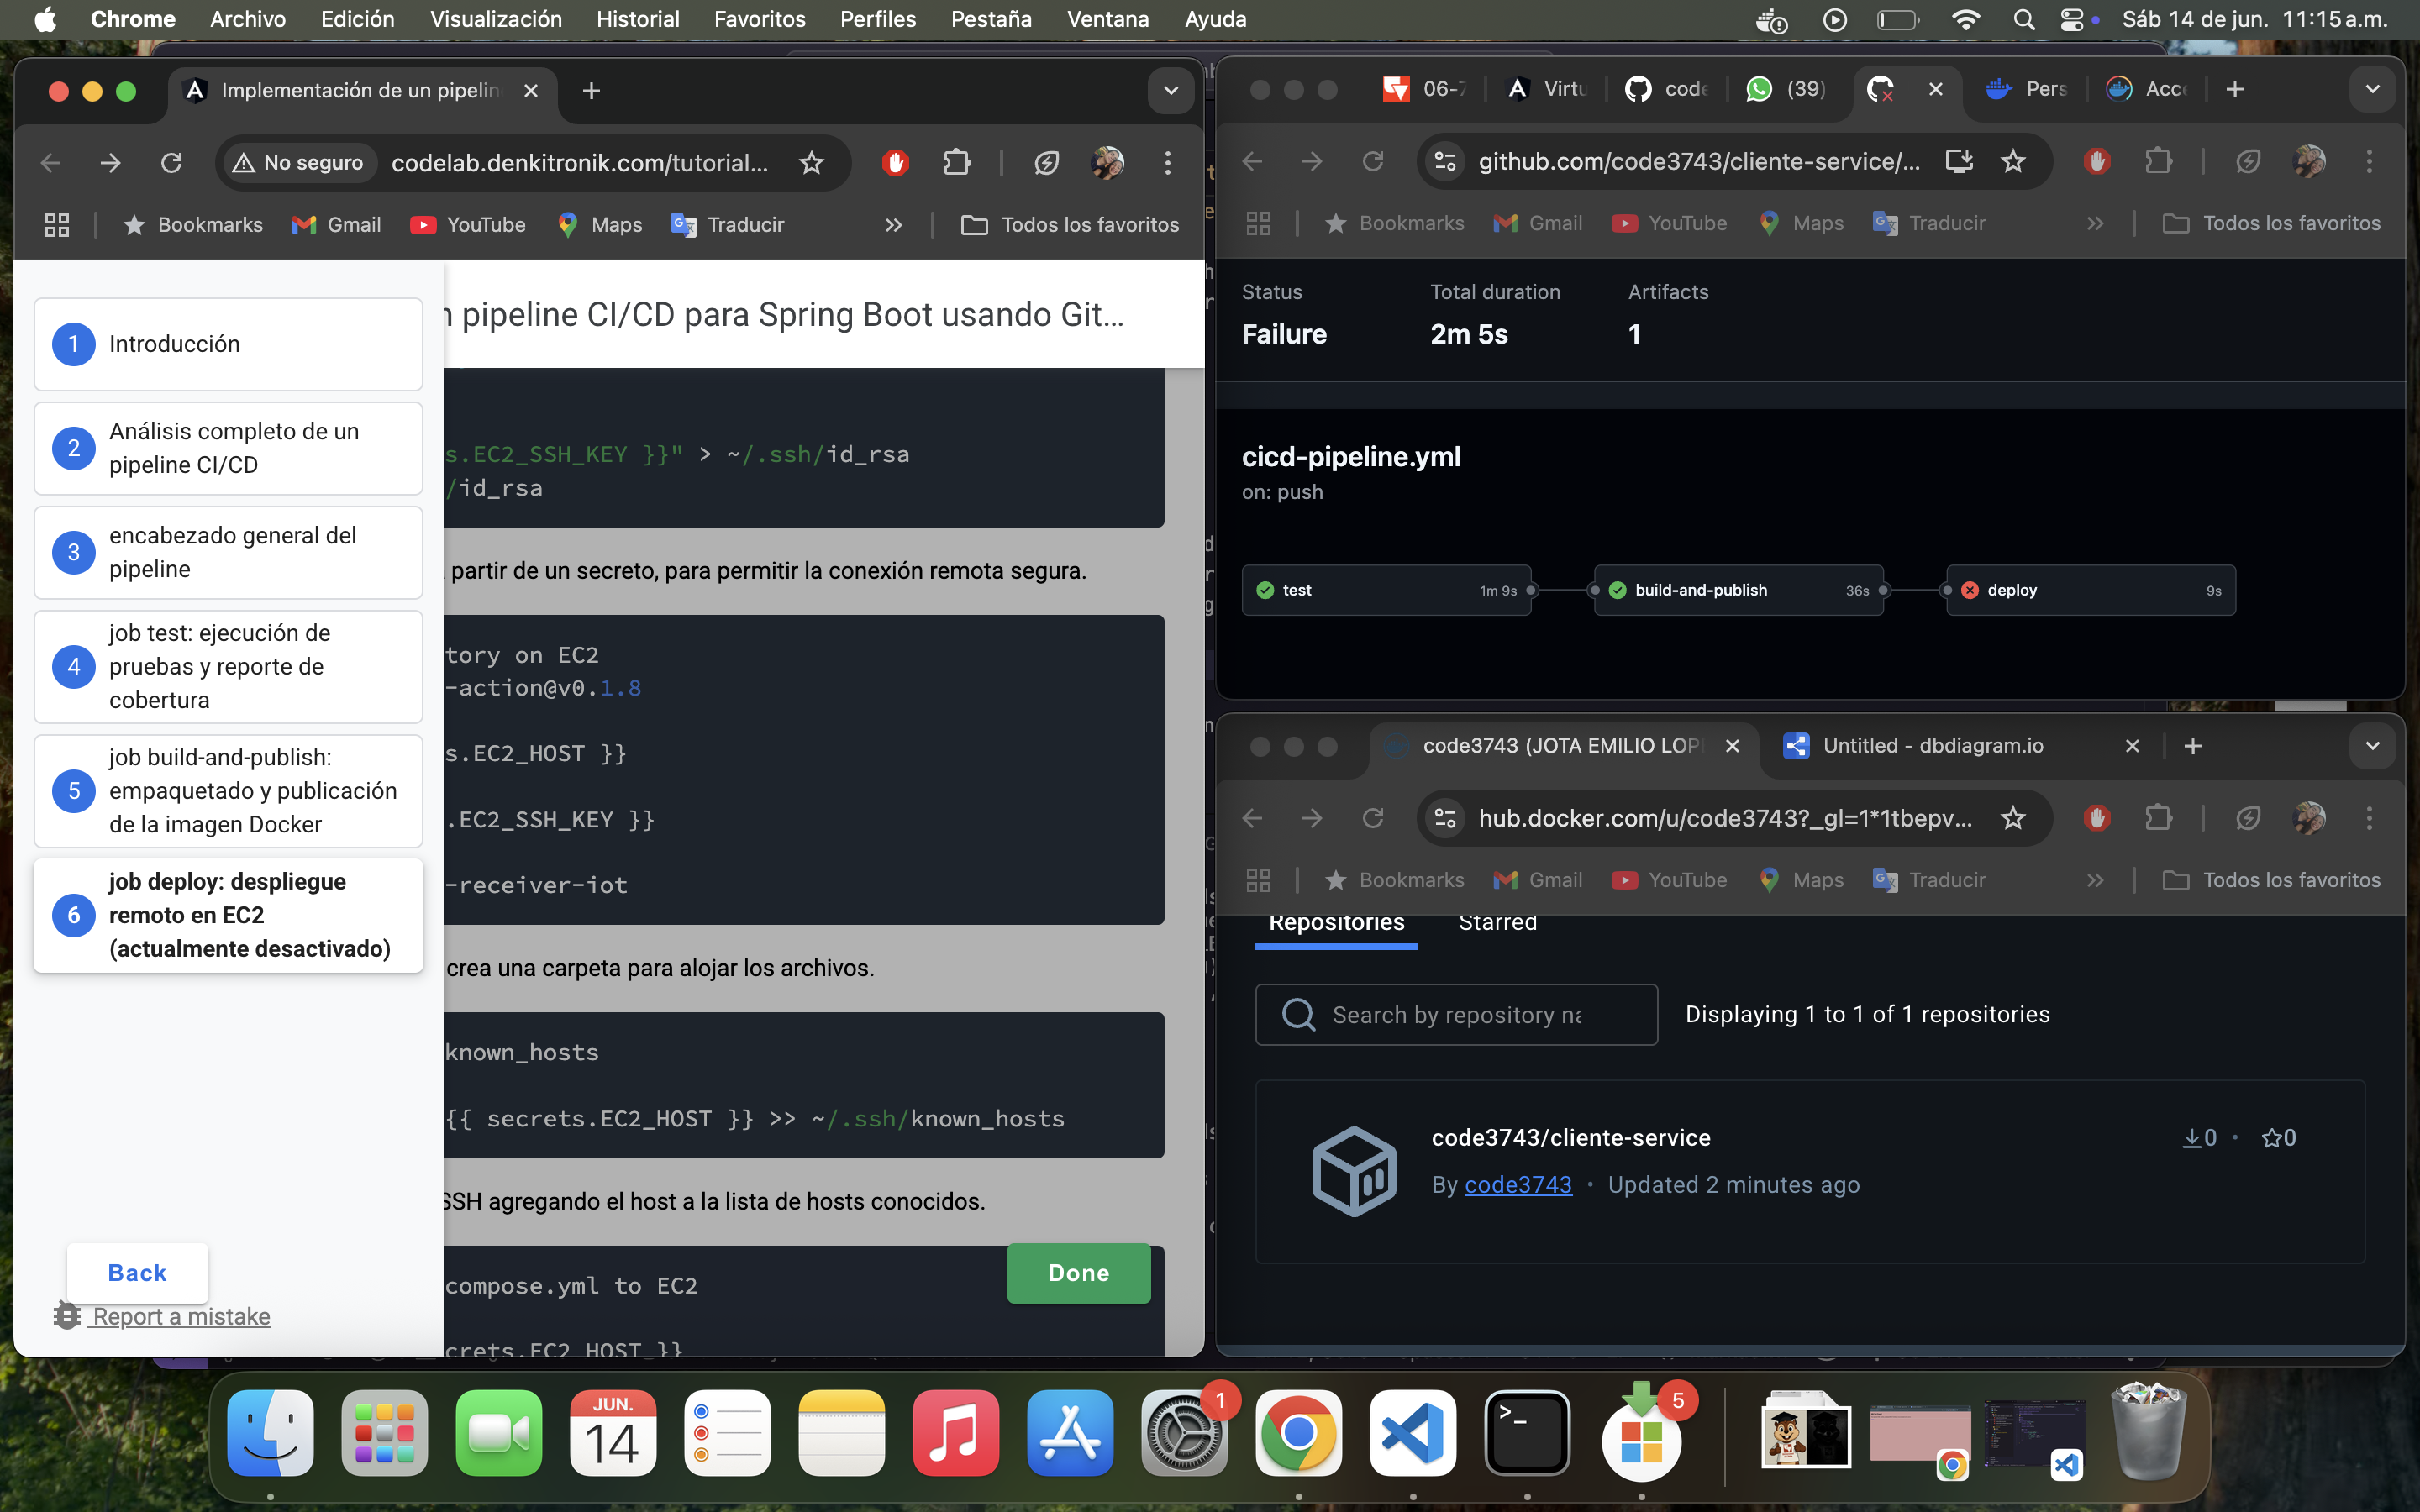 Chrome Archivo Edición Visualización Historial Favoritos Perfiles Pestaña Ventana Ayuda
Sáb 14 de jun. 11:15 a.m.
Implementación de un pipelin
No seguro codelab.denkitronik.com/tutorial...
Bookmarks Gmail YouTube Maps Traducir Todos los favoritos
1 Introducción
2 Análisis completo de un
pipeline CI/CD
3 encabezado general del
pipeline
4 job test: ejecución de
pruebas y reporte de
cobertura
5 job build-and-publish:
empaquetado y publicación
de la imagen Docker
6 job deploy: despliegue
remoto en EC2
(actualmente desactivado)
Back
Report a mistake
pipeline CI/CD para Spring Boot usando Git...
s.EC2_SSH_KEY }}" > ~/.ssh/id_rsa
/id_rsa
partir de un secreto, para permitir la conexión remota segura.
tory on EC2
-action@v0.1.8
s.EC2_HOST }}
.EC2_SSH_KEY }}
-receiver-iot
crea una carpeta para alojar los archivos.
known_hosts
{{ secrets.EC2_HOST }} >> ~/.ssh/known_hosts
SSH agregando el host a la lista de hosts conocidos.
compose.yml to EC2
crets.EC2_HOST }}
Done
06-7 Virtu code (39) Pers Acce
github.com/code3743/cliente-service/...
Bookmarks Gmail YouTube Maps Traducir Todos los favoritos
Status Total duration Artifacts
Failure 2m 5s 1
cicd-pipeline.yml
on: push
test 1m 9s build-and-publish 36s deploy 9s
code3743 (JOTA EMILIO LOP Untitled - dbdiagram.io
hub.docker.com/u/code3743?_gl=1*1tbepv...
Bookmarks Gmail YouTube Maps Traducir Todos los favoritos
Repositories Starred
Search by repository na
Displaying 1 to 1 of 1 repositories
code3743/cliente-service
0 • 0
By code3743 • Updated 2 minutes ago
JUN.
14
1
5